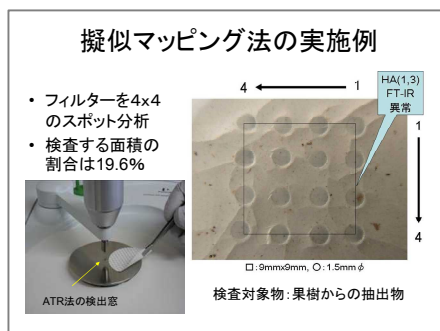 擬似マッピング法の実施例
• フィルターを4x4
のスポット分析
• 検査する面積の
割合は19.6%
ATR法の検出窓
4 1
HA(1,3)
FT-IR
異常
1
4
□:9mmx9mm, ○:1.5mmφ
検査対象物:果樹からの抽出物